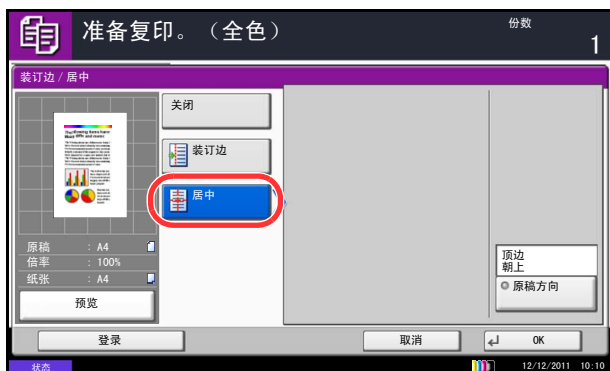 准备复印。（全色）
份数
1
装订边 / 居中
关闭
装订边
居中
原稿 : A4
倍率 : 100%
纸张 : A4
预览
顶边
朝上
原稿方向
登录
取消
OK
状态
12/12/2011 10:10